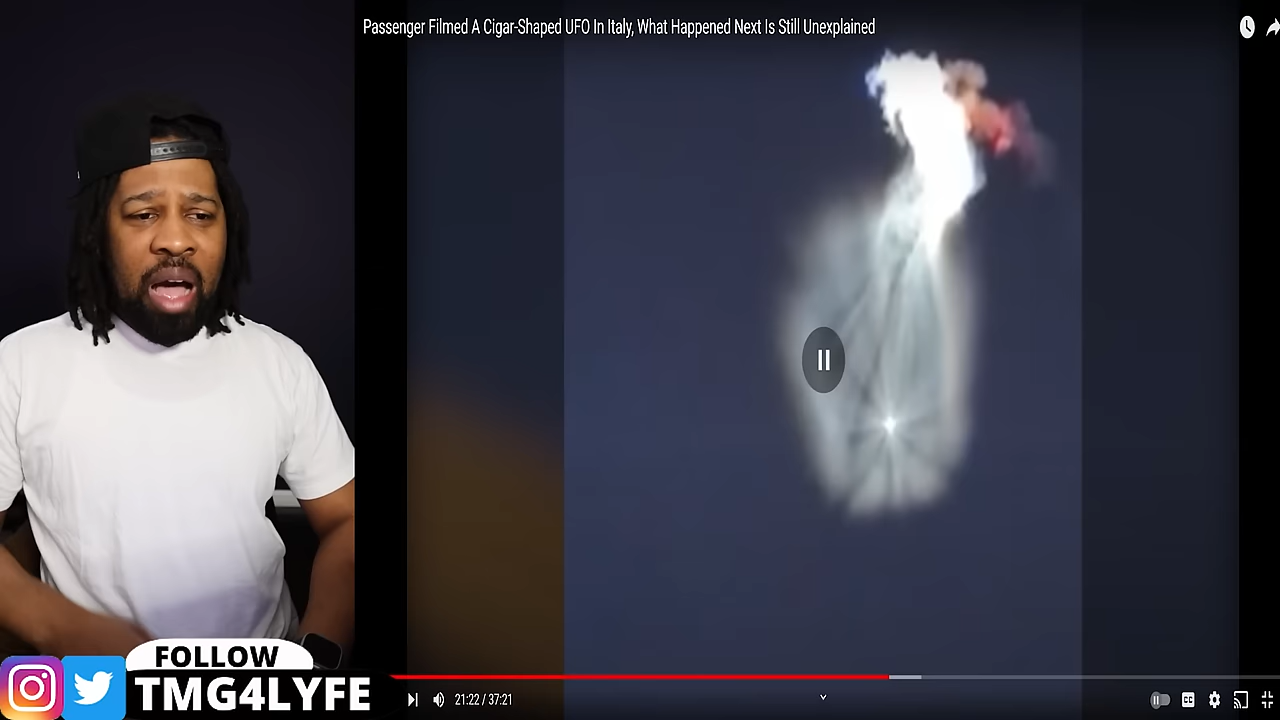 Passenger Filmed A Cigar-Shaped UFO In Italy, What Happened Next Is Still Unexplained
FOLLOW
TMG4LYFE
21:22 / 37:21
CC